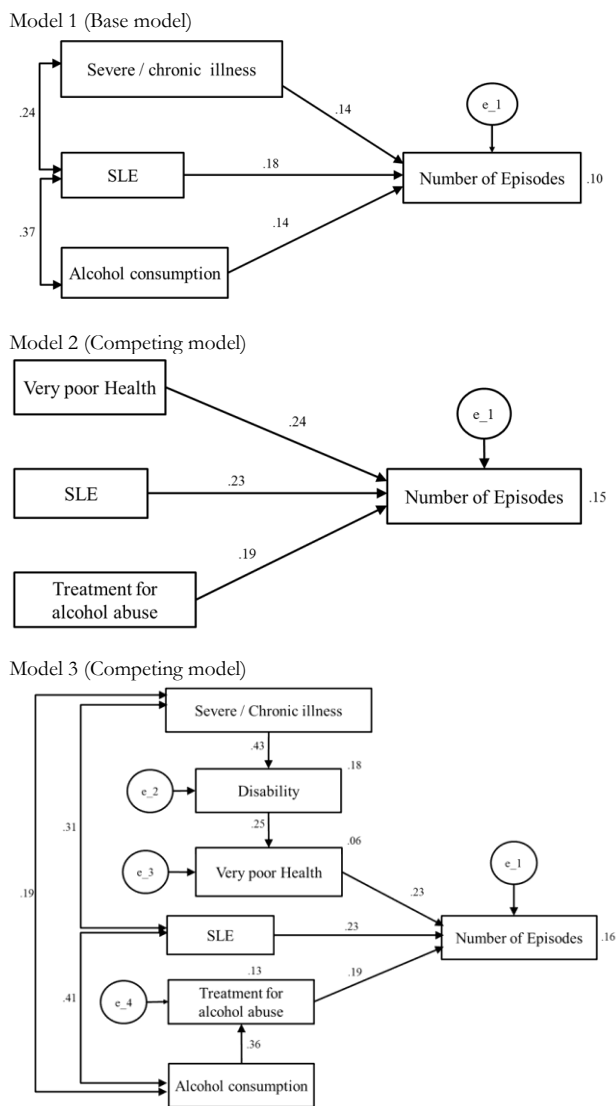 Model 1 (Base model)
Severe / chronic illness
e_1
.24
.14
SLE
.18
Number of Episodes
.10
.37
.14
Alcohol consumption
Model 2 (Competing model)
Very poor Health
.24
e_1
SLE
.23
Number of Episodes
.15
.19
Treatment for
alcohol abuse
Model 3 (Competing model)
Severe / Chronic illness
.43
.18
e_2
Disability
.31
.25
.06
e_3
Very poor Health
e_1
.19
.23
SLE
.23
Number of Episodes
.16
.13
.19
.41
e_4
Treatment for
alcohol abuse
.36
Alcohol consumption